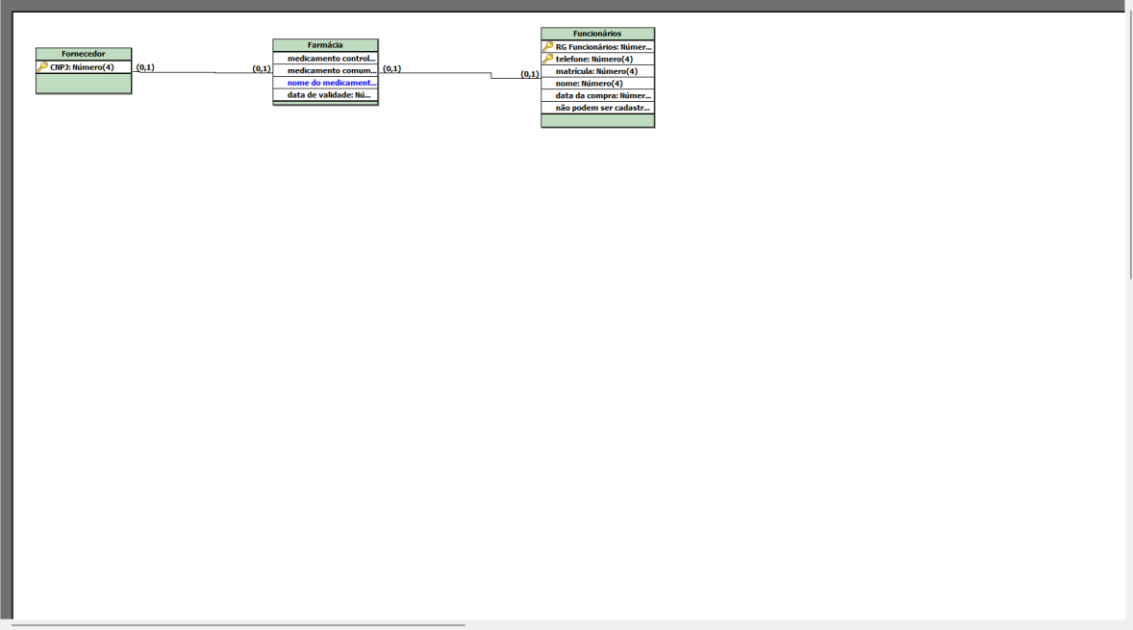 Fornecedor
CNPJ: Número(4)
(0,1)
(0,1)
Farmácia
medicamento control...
medicamento comum...
nome do medicament...
data de validade: Nú...
(0,1)
(0,1)
Funcionários
RG Funcionários: Númer...
telefone: Número(4)
matrícula: Número(4)
nome: Número(4)
data da compra: Númer...
não podem ser cadastr...